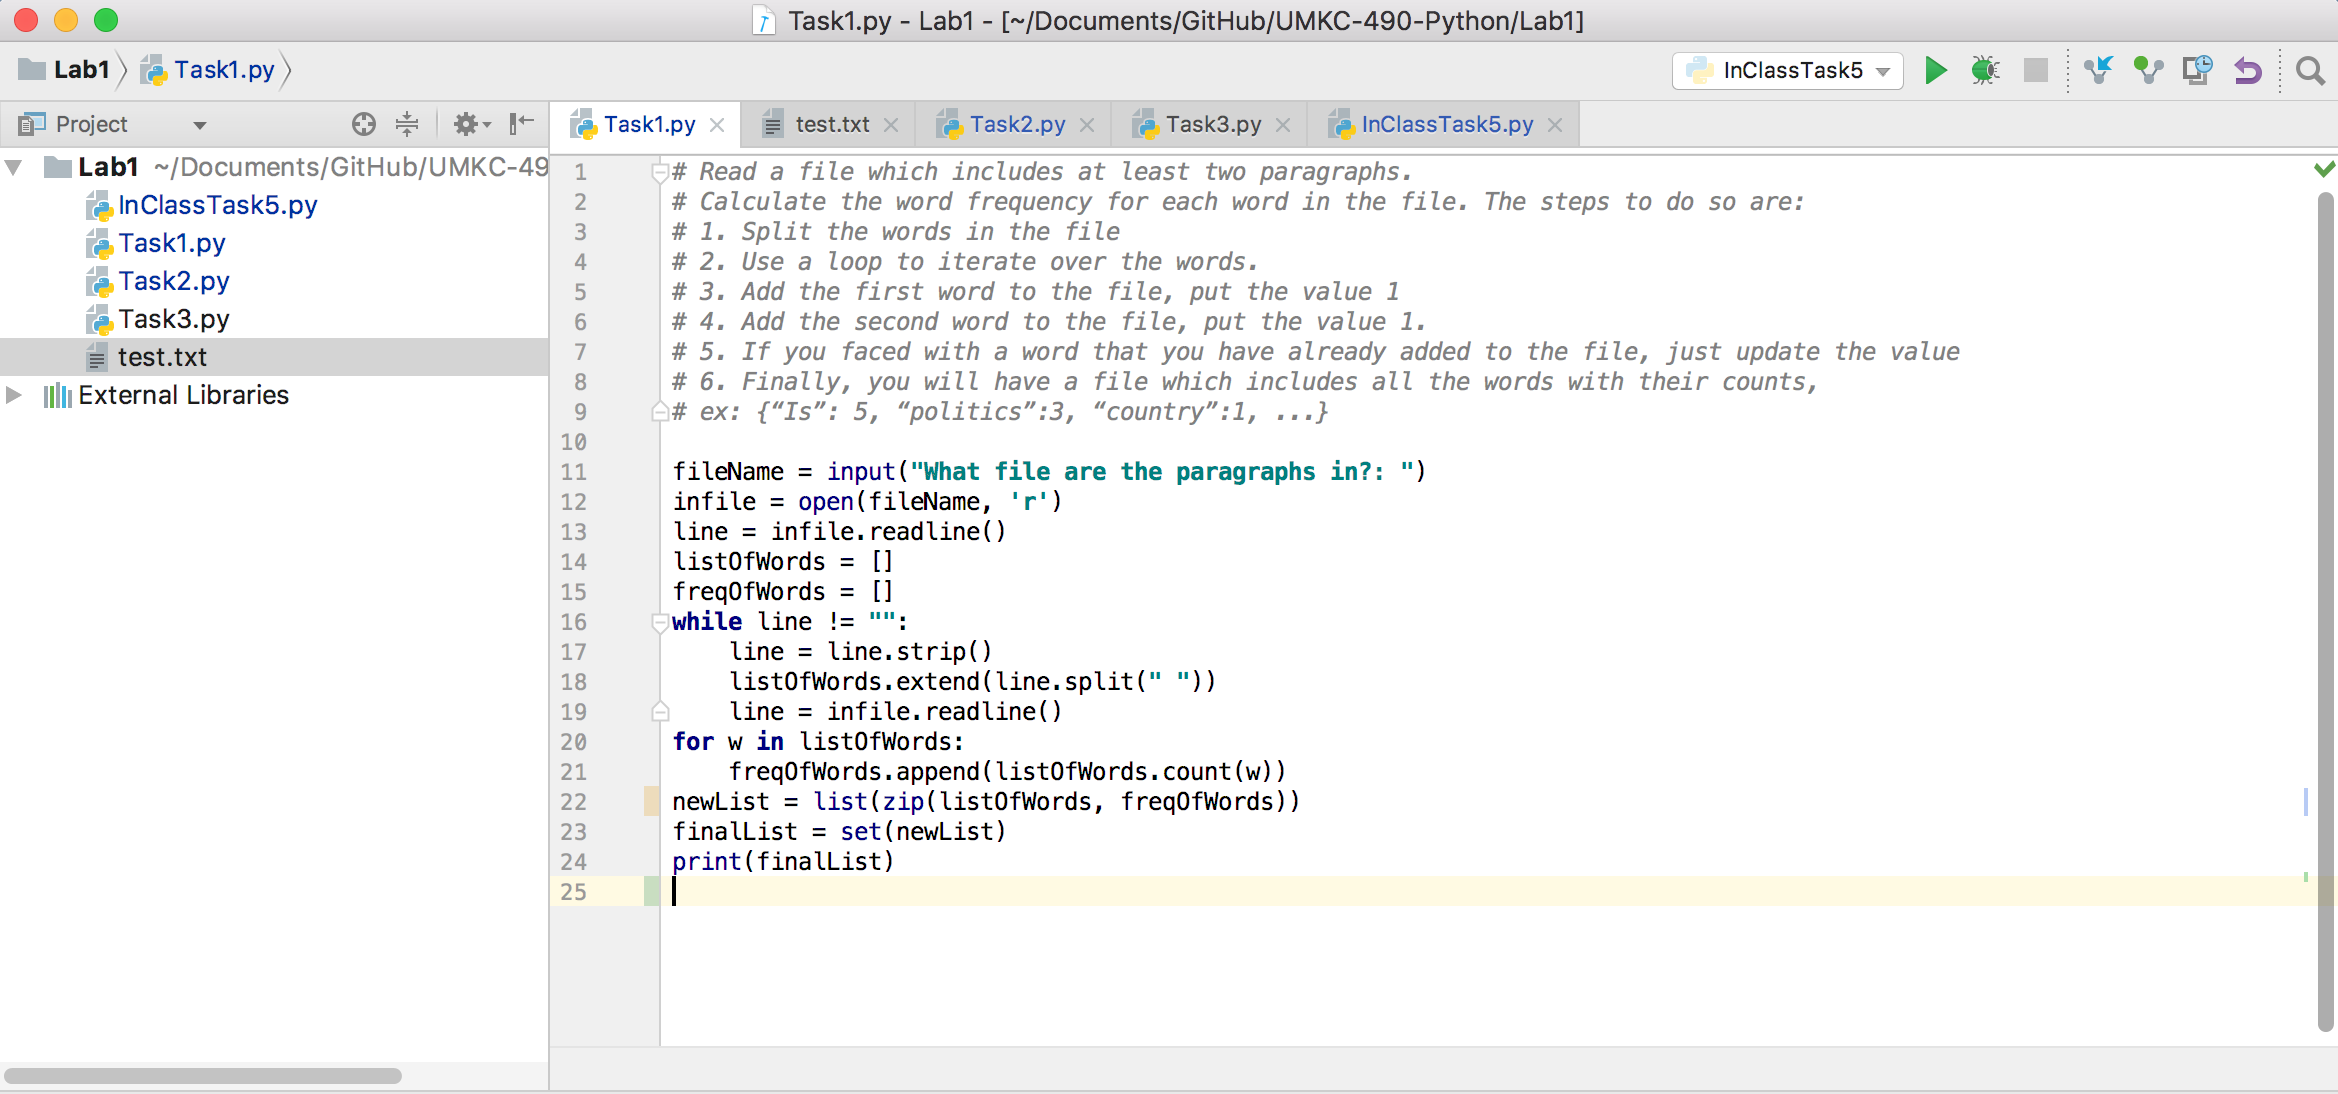 Task1.py - Lab1 - [~/Documents/GitHub/UMKC-490-Python/Lab1]
Lab1 Task1.py InClassTask5
Project
Task1.py test.txt Task2.py Task3.py InClassTask5.py
Lab1 ~/Documents/GitHub/UMKC-49
InClassTask5.py
Task1.py
Task2.py
Task3.py
test.txt
External Libraries
1 # Read a file which includes at least two paragraphs.
2 # Calculate the word frequency for each word in the file. The steps to do so are:
3 # 1. Split the words in the file
4 # 2. Use a loop to iterate over the words.
5 # 3. Add the first word to the file, put the value 1
6 # 4. Add the second word to the file, put the value 1.
7 # 5. If you faced with a word that you have already added to the file, just update the value
8 # 6. Finally, you will have a file which includes all the words with their counts,
9 # ex: {“Is”: 5, “politics”:3, “country”:1, ...}
10
11 fileName = input("What file are the paragraphs in?: ")
12 infile = open(fileName, 'r')
13 line = infile.readline()
14 listOfWords = []
15 freqOfWords = []
16 while line != "":
17     line = line.strip()
18     listOfWords.extend(line.split(" "))
19     line = infile.readline()
20 for w in listOfWords:
21     freqOfWords.append(listOfWords.count(w))
22 newList = list(zip(listOfWords, freqOfWords))
23 finalList = set(newList)
24 print(finalList)
25